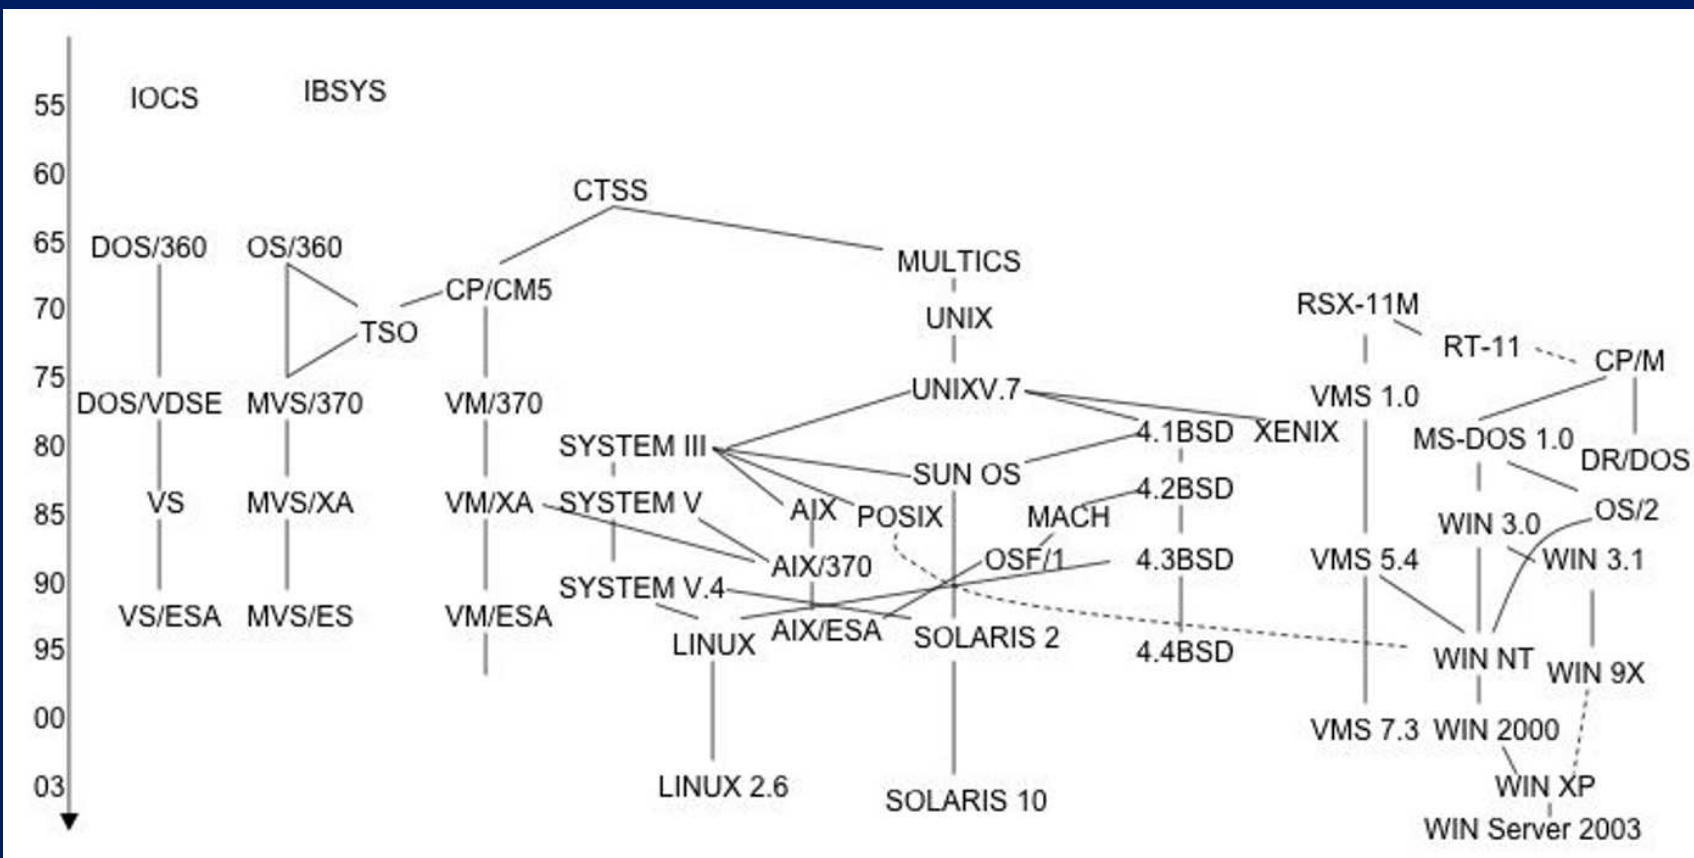 55
IOCS
IBSYS
60
CTSS
65
DOS/360
OS/360
MULTICS
CP/CM5
70
TSO
UNIX
RSX-11M
RT-11
CP/M
75
DOS/VDSE
MVS/370
VM/370
UNIXV.7
VMS 1.0
80
SYSTEM III
4.1BSD
XENIX
MS-DOS 1.0
DR/DOS
SUN OS
85
VS
MVS/XA
VM/XA
SYSTEM V
AIX
POSIX
MACH
4.2BSD
WIN 3.0
OS/2
AIX/370
OSF/1
4.3BSD
VMS 5.4
WIN 3.1
90
SYSTEM V.4
VS/ESA
MVS/ES
VM/ESA
95
LINUX
AIX/ESA
SOLARIS 2
4.4BSD
WIN NT
WIN 9X
00
VMS 7.3
WIN 2000
03
LINUX 2.6
SOLARIS 10
WIN XP
WIN Server 2003